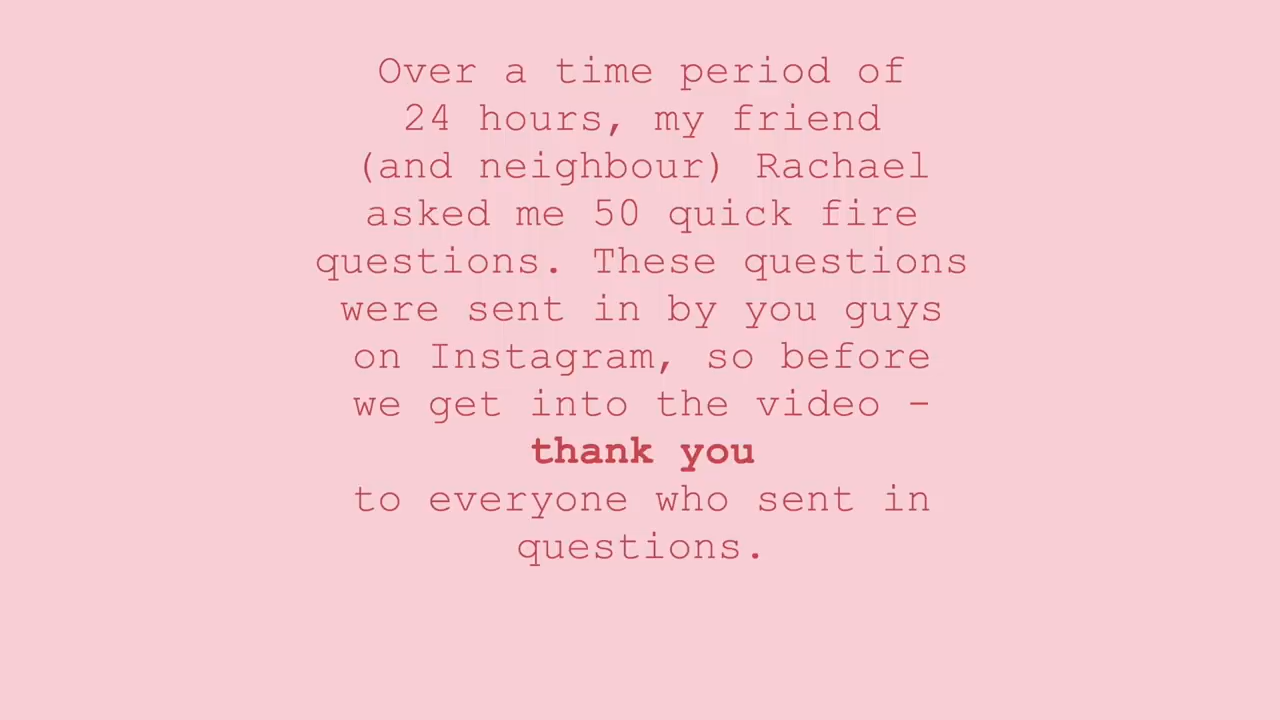 Over a time period of
24 hours, my friend
(and neighbour) Rachael
asked me 50 quick fire
questions. These questions
were sent in by you guys
on Instagram, so before
we get into the video -
thank you
to everyone who sent in
questions.